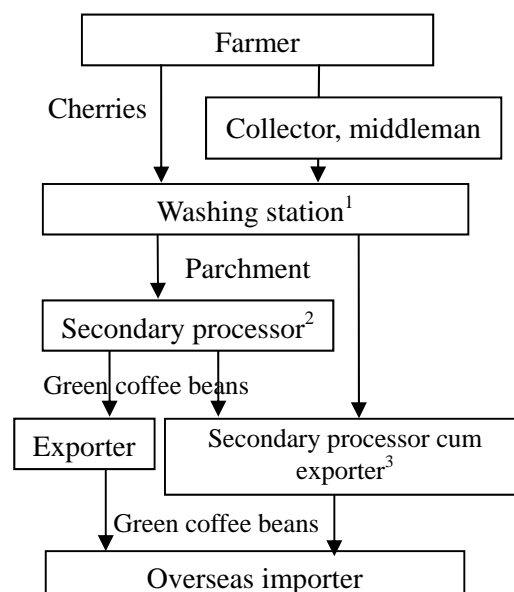 Farmer
Cherries
Collector, middleman
Washing station1
Parchment
Secondary processor2
Green coffee beans
Exporter
Secondary processor cum
exporter3
Green coffee beans
Overseas importer